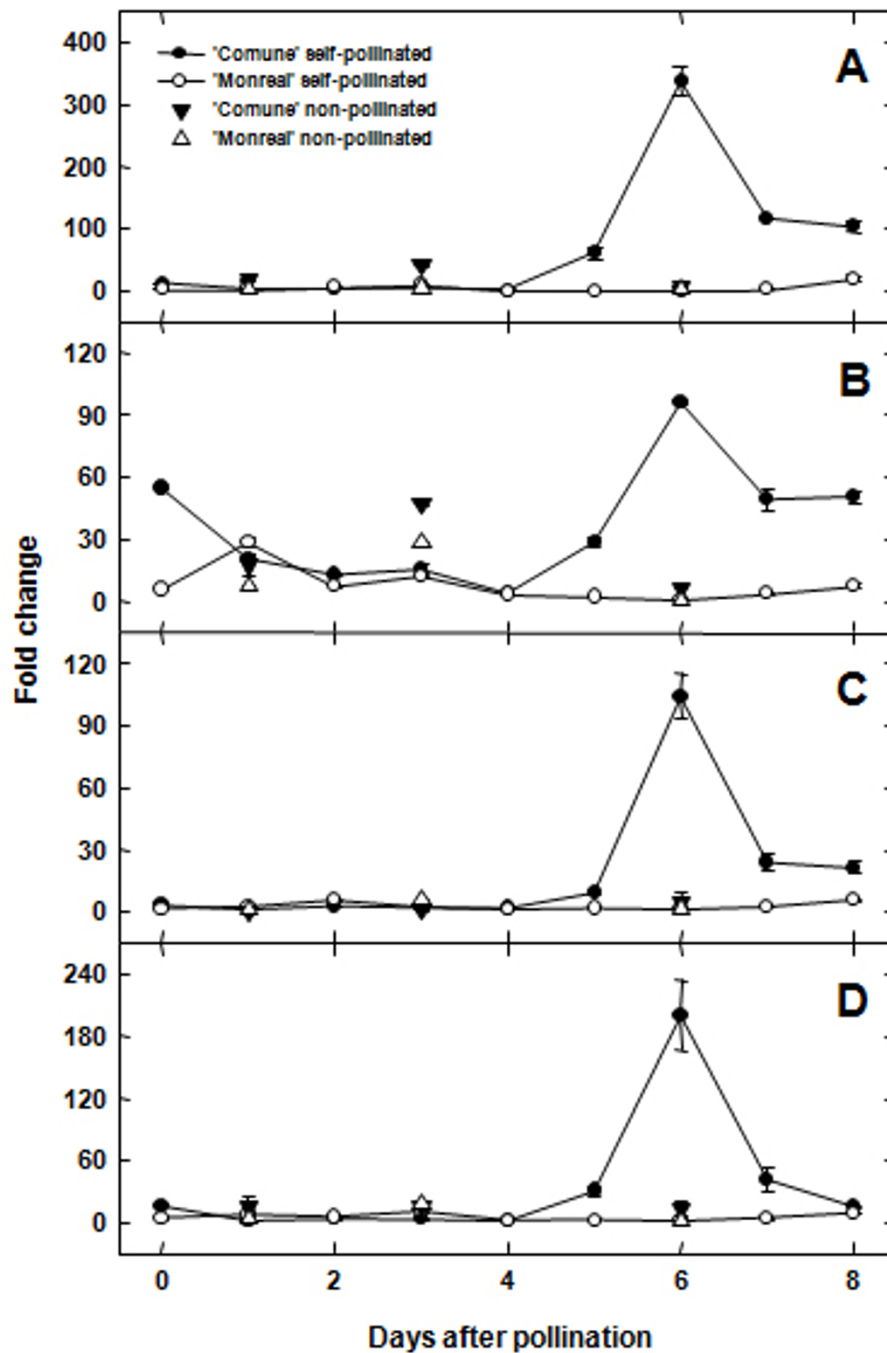 'Comune' self-pollinated
'Monreal' self-pollinated
'Comune' non-pollinated
'Monreal' non-pollinated
A
400
300
200
100
0
B
120
90
60
30
0
C
120
90
60
30
0
D
240
180
120
60
0
Fold change
0 2 4 6 8
Days after pollination